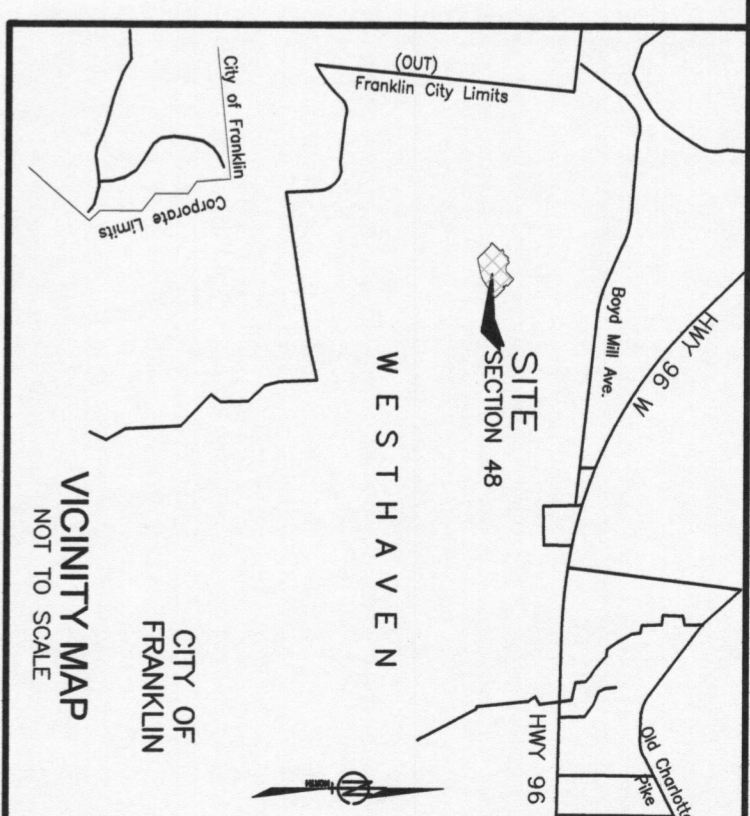 (OUT)
Franklin City Limits
City of Franklin
Corporate Limits
Boyd Mill Ave.
HWY 96 W
SITE
SECTION 48
WESTHAVEN
HWY 96
Old Charlotte
Pike
CITY OF
FRANKLIN
VICINITY MAP
NOT TO SCALE
N
NORTH